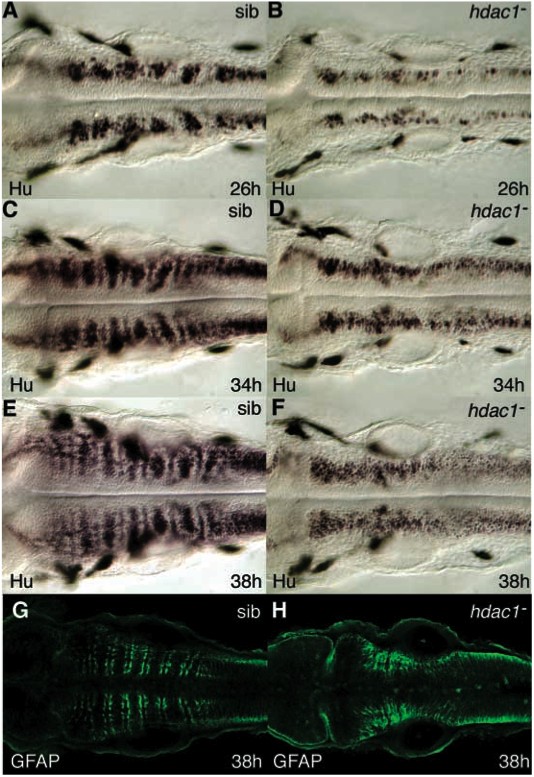 A sib B hdac1-
Hu 26h Hu 26h
C sib D hdac1-
Hu 34h Hu 34h
E sib F hdac1-
Hu 38h Hu 38h
G sib H hdac1-
GFAP 38h GFAP 38h